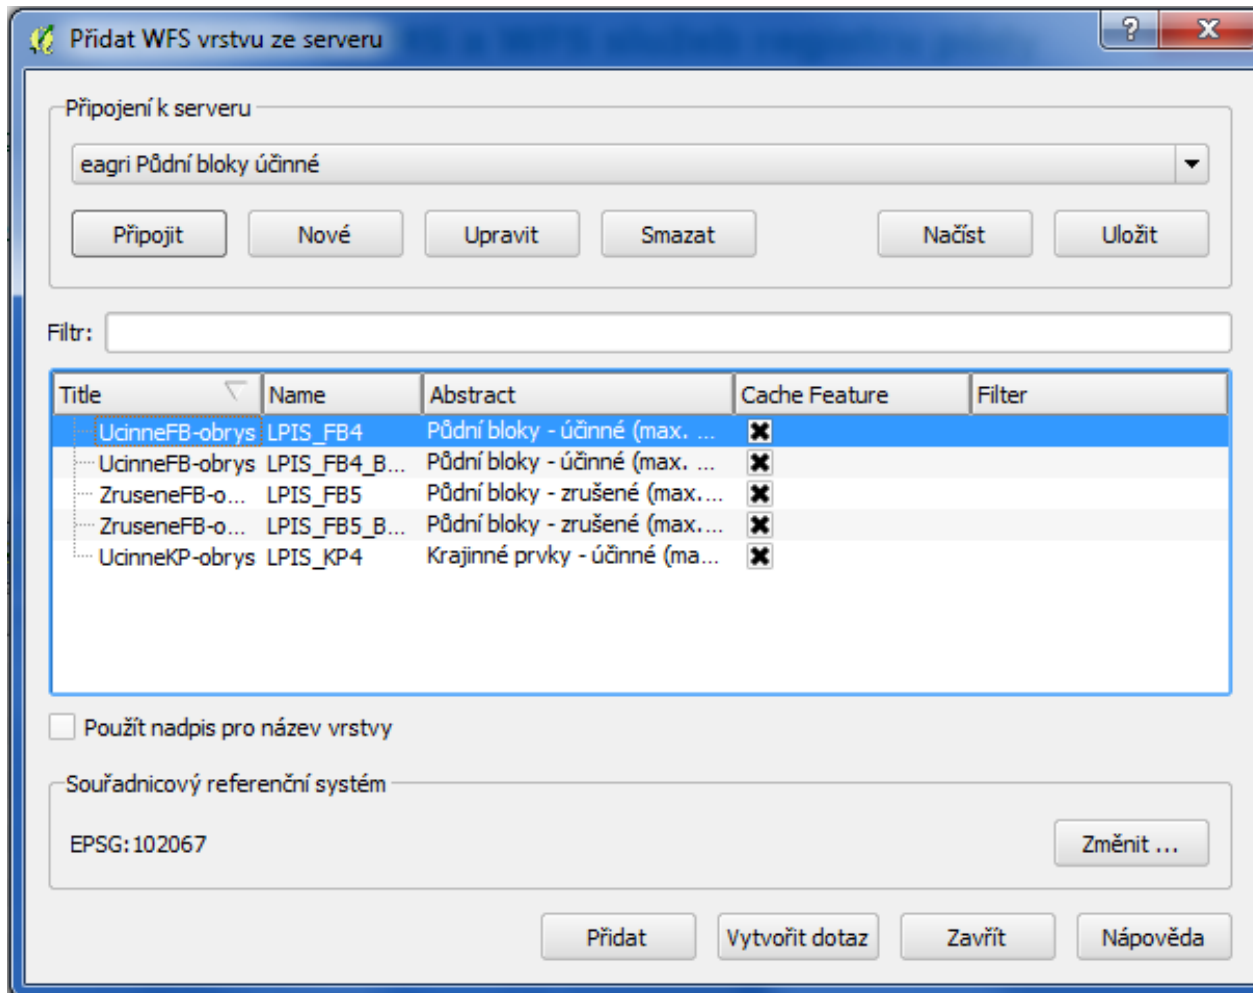 Přidat WFS vrstvu ze serveru
Připojení k serveru
eagri Půdní bloky účinné
Připojit Nové Upravit Smazat Načíst Uložit
Filtr:
Title Name Abstract Cache Feature Filter
UcinneFB-obrys LPIS_FB4 Půdní bloky - účinné (max. ...
UcinneFB-obrys LPIS_FB4_B... Půdní bloky - účinné (max. ...
ZruseneFB-o... LPIS_FB5 Půdní bloky - zrušené (max....
ZruseneFB-o... LPIS_FB5_B... Půdní bloky - zrušené (max....
UcinneKP-obrys LPIS_KP4 Krajinné prvky - účinné (ma...
Použít nadpis pro název vrstvy
Souřadnicový referenční systém
EPSG:102067 Změnit ...
Přidat Vytvořit dotaz Zavřít Nápověda